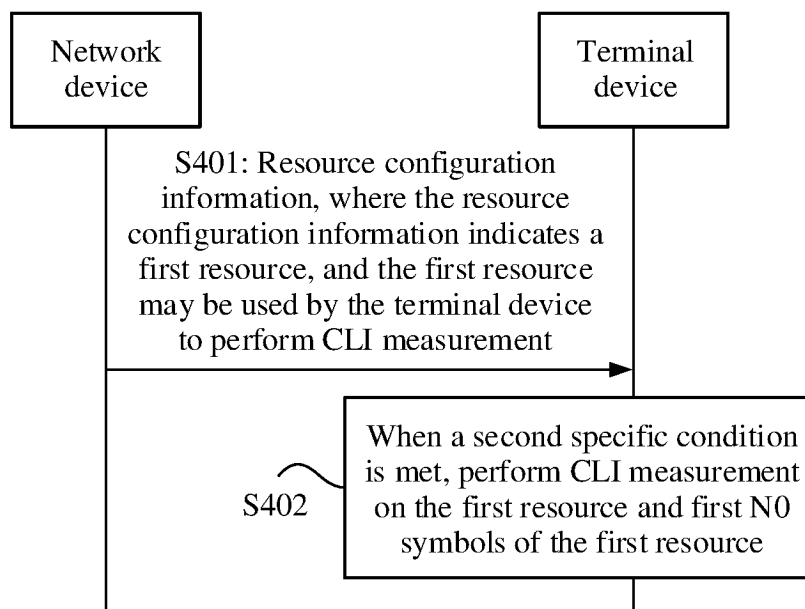 Network
device
Terminal
device
S401: Resource configuration
information, where the resource
configuration information indicates a
first resource, and the first resource
may be used by the terminal device
to perform CLI measurement
When a second specific condition
is met, perform CLI measurement
on the first resource and first N0
symbols of the first resource
S402